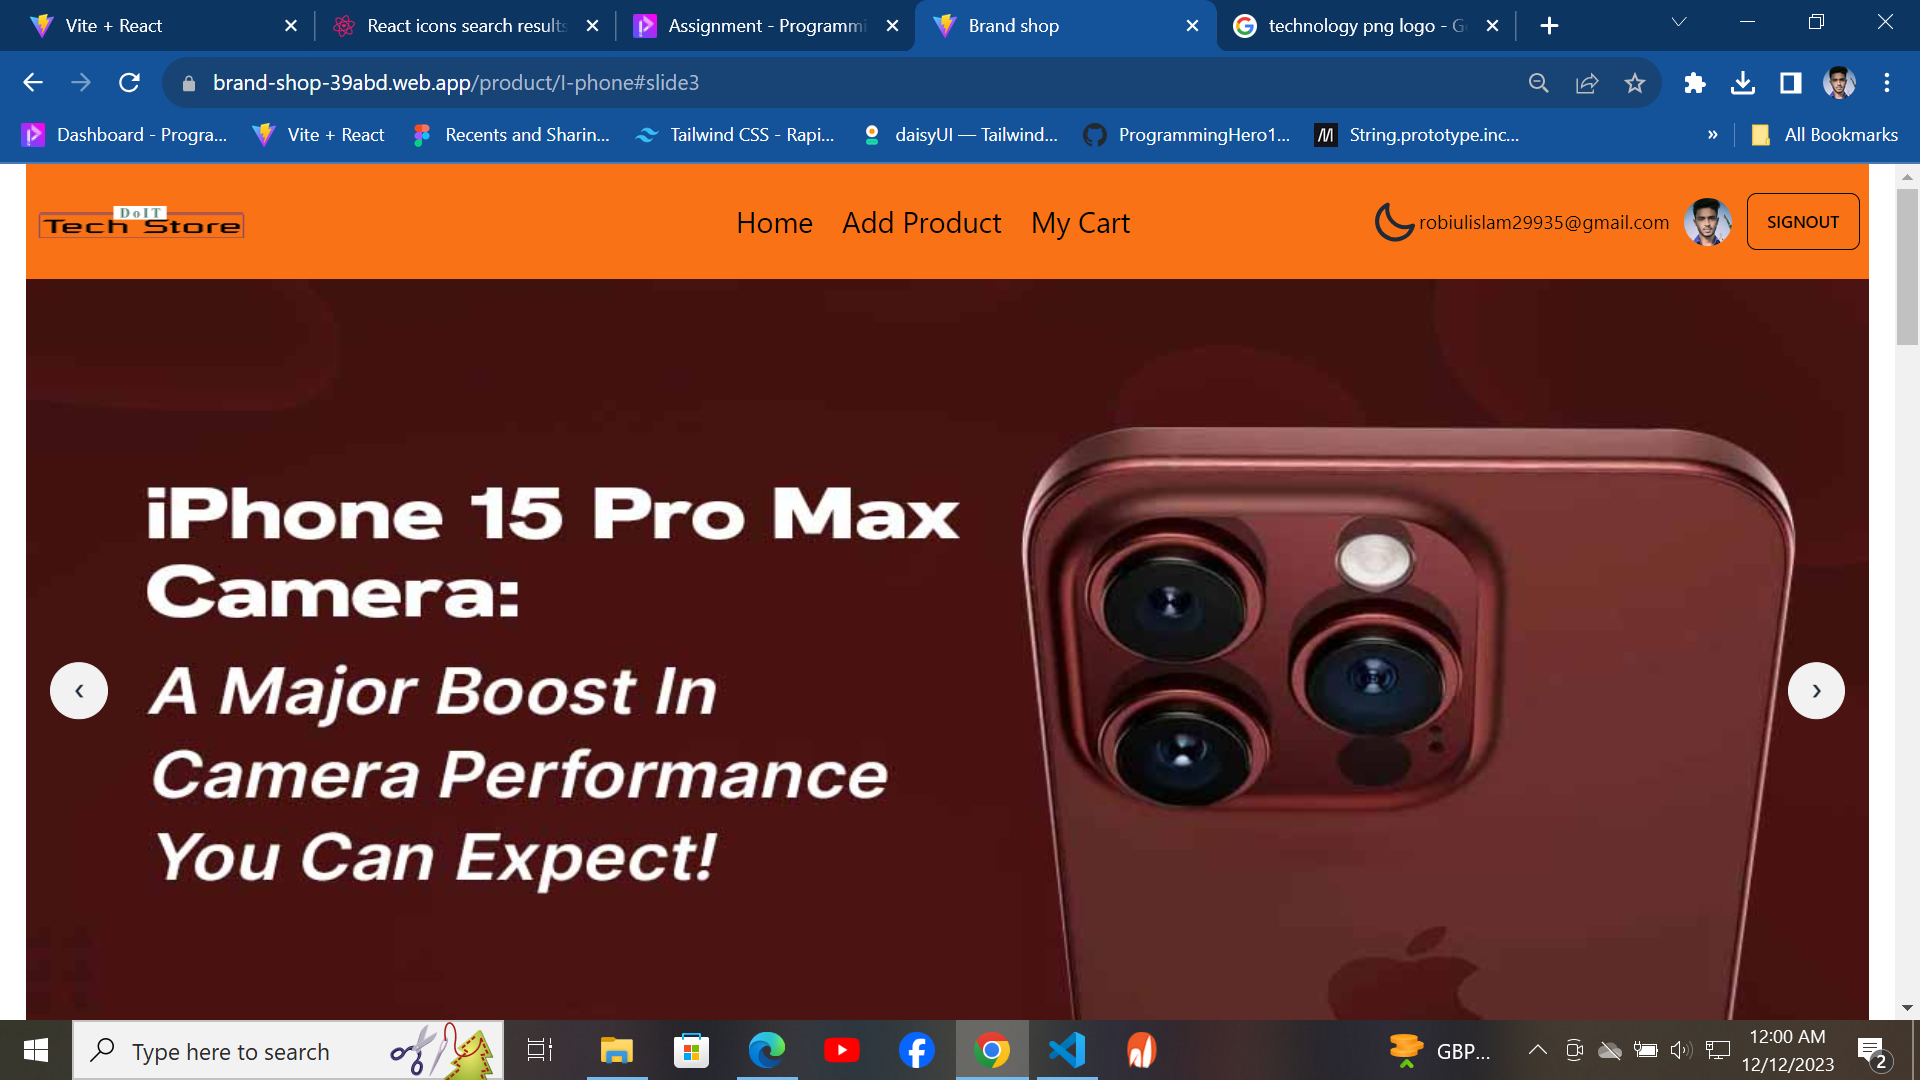 Vite + React
React icons search results
Assignment - Programmi
Brand shop
technology png logo - G
brand-shop-39abd.web.app/product/I-phone#slide3
Dashboard - Progra...
Vite + React
Recents and Sharin...
Tailwind CSS - Rapi...
daisyUI — Tailwind...
ProgrammingHero1...
String.prototype.inc...
»
All Bookmarks
DoIT
Tech Store
Home
Add Product
My Cart
robiulislam29935@gmail.com
SIGNOUT
iPhone 15 Pro Max
Camera:
A Major Boost In
Camera Performance
You Can Expect!
Type here to search
GBP...
12:00 AM
12/12/2023
2